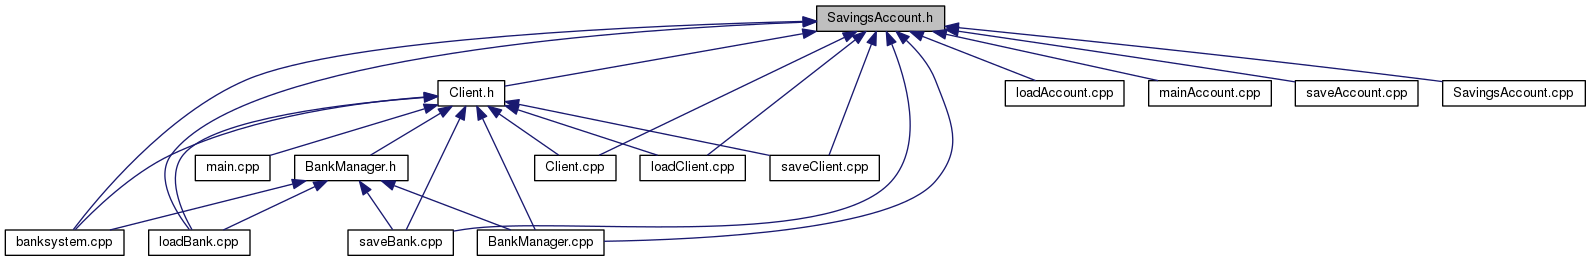 SavingsAccount.h
Client.h
loadAccount.cpp
mainAccount.cpp
saveAccount.cpp
SavingsAccount.cpp
main.cpp
BankManager.h
Client.cpp
loadClient.cpp
saveClient.cpp
banksystem.cpp
loadBank.cpp
saveBank.cpp
BankManager.cpp